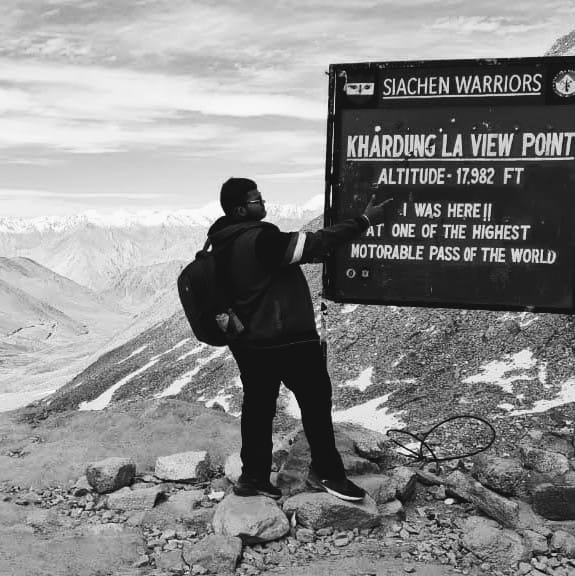 SIACHEN WARRIORS
KHARDUNG LA VIEW POINT
ALTITUDE - 17,982 FT
I WAS HERE !!
AT ONE OF THE HIGHEST
MOTORABLE PASS OF THE WORLD